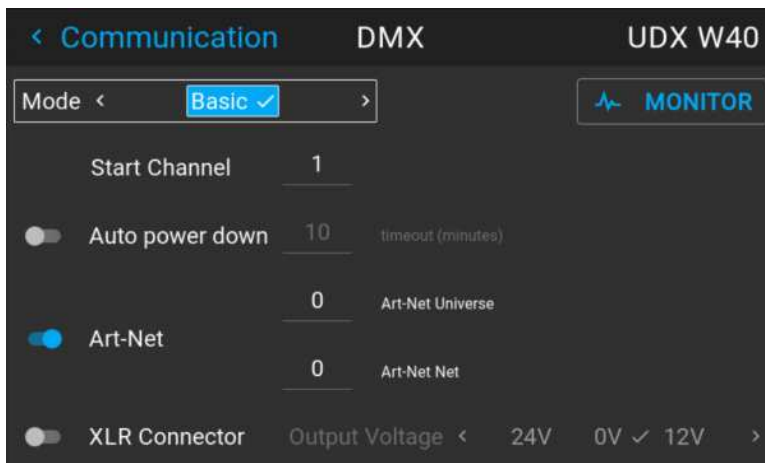 Communication DMX UDX W40
Mode Basic MONITOR
Start Channel 1
Auto power down 10 timeout (minutes)
0 Art-Net Universe
Art-Net
0 Art-Net Net
XLR Connector Output Voltage 24V 0V 12V